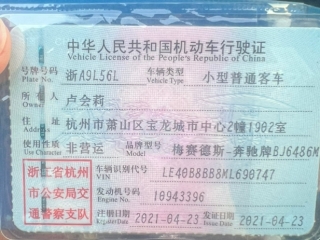 中华人民共和国机动车行驶证
Vehicle License of the People's Republic of China
号牌号码 浙A9L56L 车辆类型 小型普通客车
Plate No. Vehicle Type
所有人 卢会莉
Owner
住址 杭州市萧山区宝龙城市中心2幢1902室
Address
使用性质 非营运 品牌型号 梅赛德斯-奔驰牌BJ6486M
浙江省杭州
市公安局交
通警察支队
车辆识别代号 LE40B8BB8KL690747
VIN
发动机号码 10943396
Engine No.
注册日期 2021-04-23 发证日期 2021-04-23
Register Date Issue Date